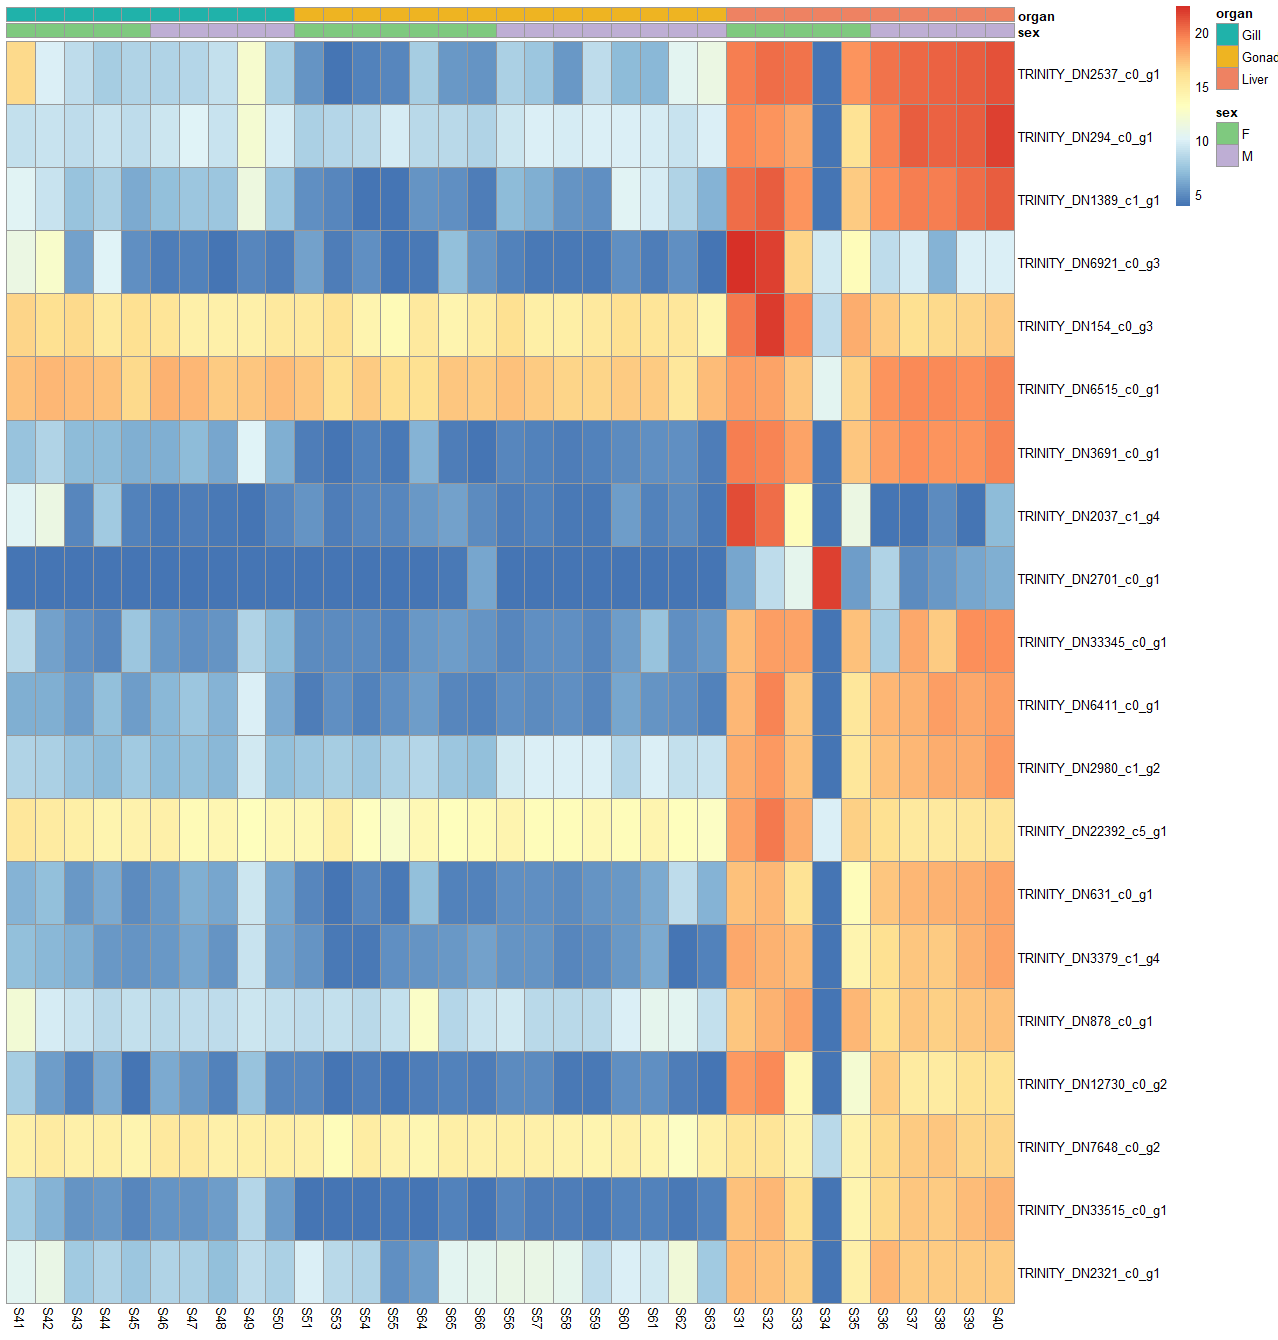 organ
sex
TRINITY_DN2537_c0_g1
TRINITY_DN294_c0_g1
TRINITY_DN1389_c1_g1
TRINITY_DN6921_c0_g3
TRINITY_DN154_c0_g3
TRINITY_DN6515_c0_g1
TRINITY_DN3691_c0_g1
TRINITY_DN2037_c1_g4
TRINITY_DN2701_c0_g1
TRINITY_DN33345_c0_g1
TRINITY_DN6411_c0_g1
TRINITY_DN2980_c1_g2
TRINITY_DN22392_c5_g1
TRINITY_DN631_c0_g1
TRINITY_DN3379_c1_g4
TRINITY_DN878_c0_g1
TRINITY_DN12730_c0_g2
TRINITY_DN7648_c0_g2
TRINITY_DN33515_c0_g1
TRINITY_DN2321_c0_g1
S41 S42 S43 S44 S45 S46 S47 S48 S49 S50 S51 S53 S54 S55 S64 S65 S66 S56 S57 S58 S59 S60 S61 S62 S63 S31 S32 S33 S34 S35 S36 S37 S38 S39 S40
20
15
10
5
organ
Gill
Gonac
Liver
sex
F
M